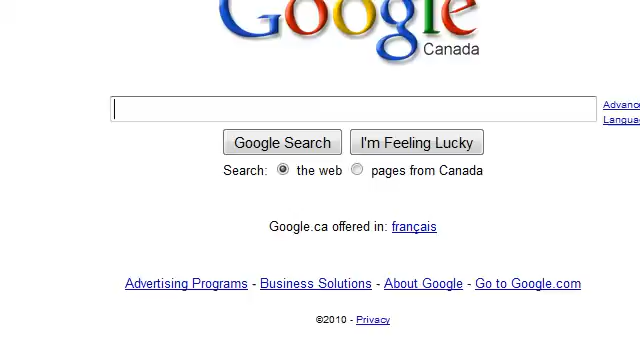 Google
Canada
Advanc
Langua
Google Search I'm Feeling Lucky
Search: the web pages from Canada
Google.ca offered in: français
Advertising Programs - Business Solutions - About Google - Go to Google.com
©2010 - Privacy